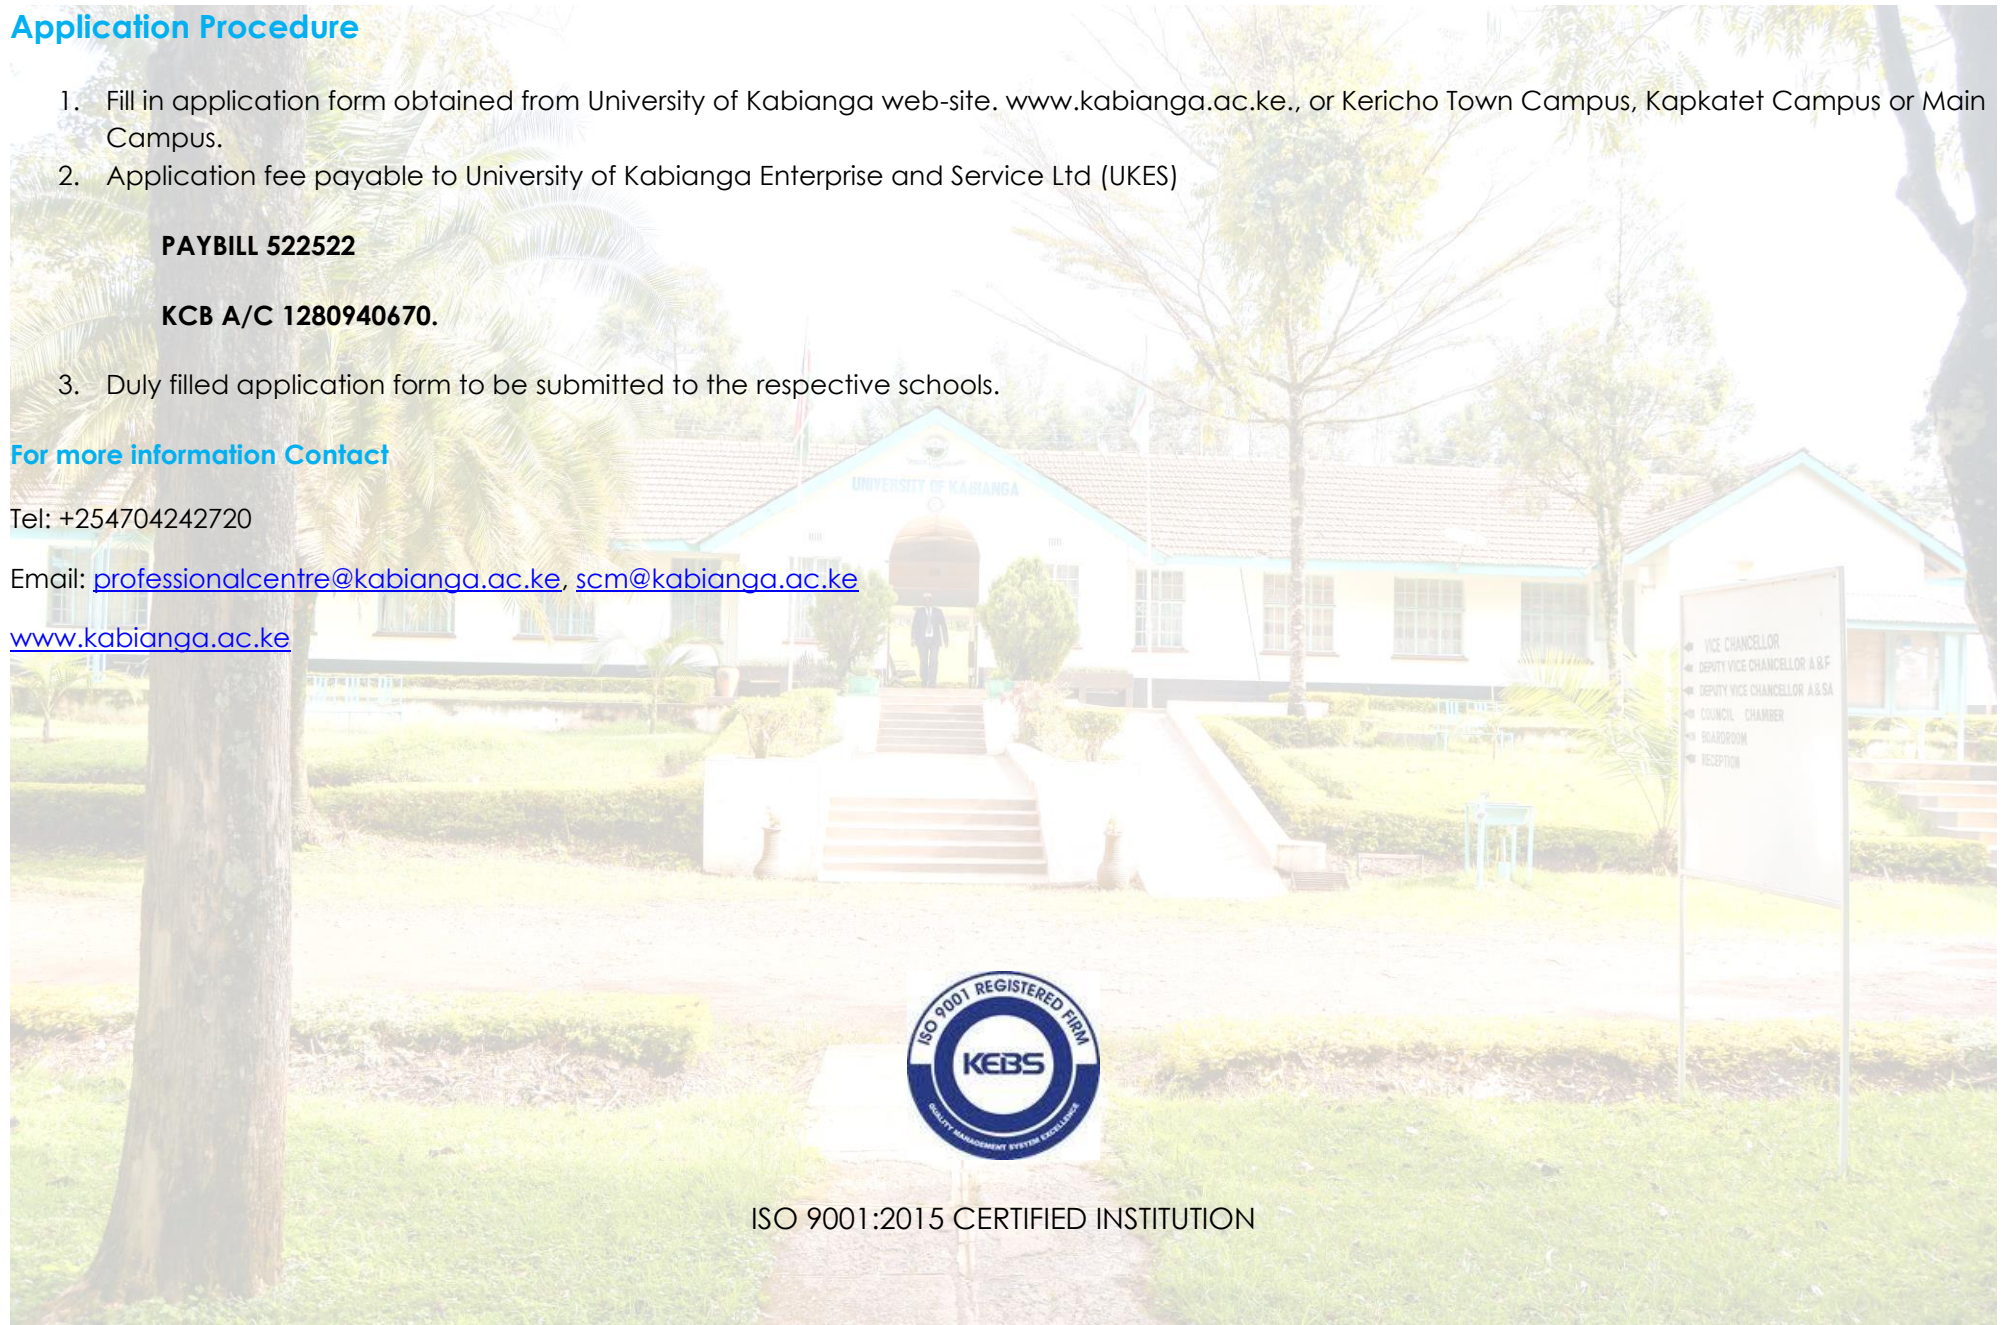 Application Procedure
1. Fill in application form obtained from University of Kabianga web-site. www.kabianga.ac.ke., or Kericho Town Campus, Kapkatet Campus or Main
Campus.
2. Application fee payable to University of Kabianga Enterprise and Service Ltd (UKES)
PAYBILL 522522
KCB A/C 1280940670.
3. Duly filled application form to be submitted to the respective schools.
For more information Contact
UNIVERSITY OF KABIANGA
Tel: +254704242720
Email: professionalcentre@kabianga.ac.ke, scm@kabianga.ac.ke
www.kabianga.ac.ke
VICE CHANCELLOR
DEPUTY VICE CHANCELLOR A&F
DEPUTY VICE CHANCELLOR A&SA
COUNCIL CHAMBER
BOARDROOM
RECEPTION
ISO 9001 REGISTERED FIRM
KEBS
QUALITY MANAGEMENT SYSTEM EXCELLENCE
ISO 9001:2015 CERTIFIED INSTITUTION